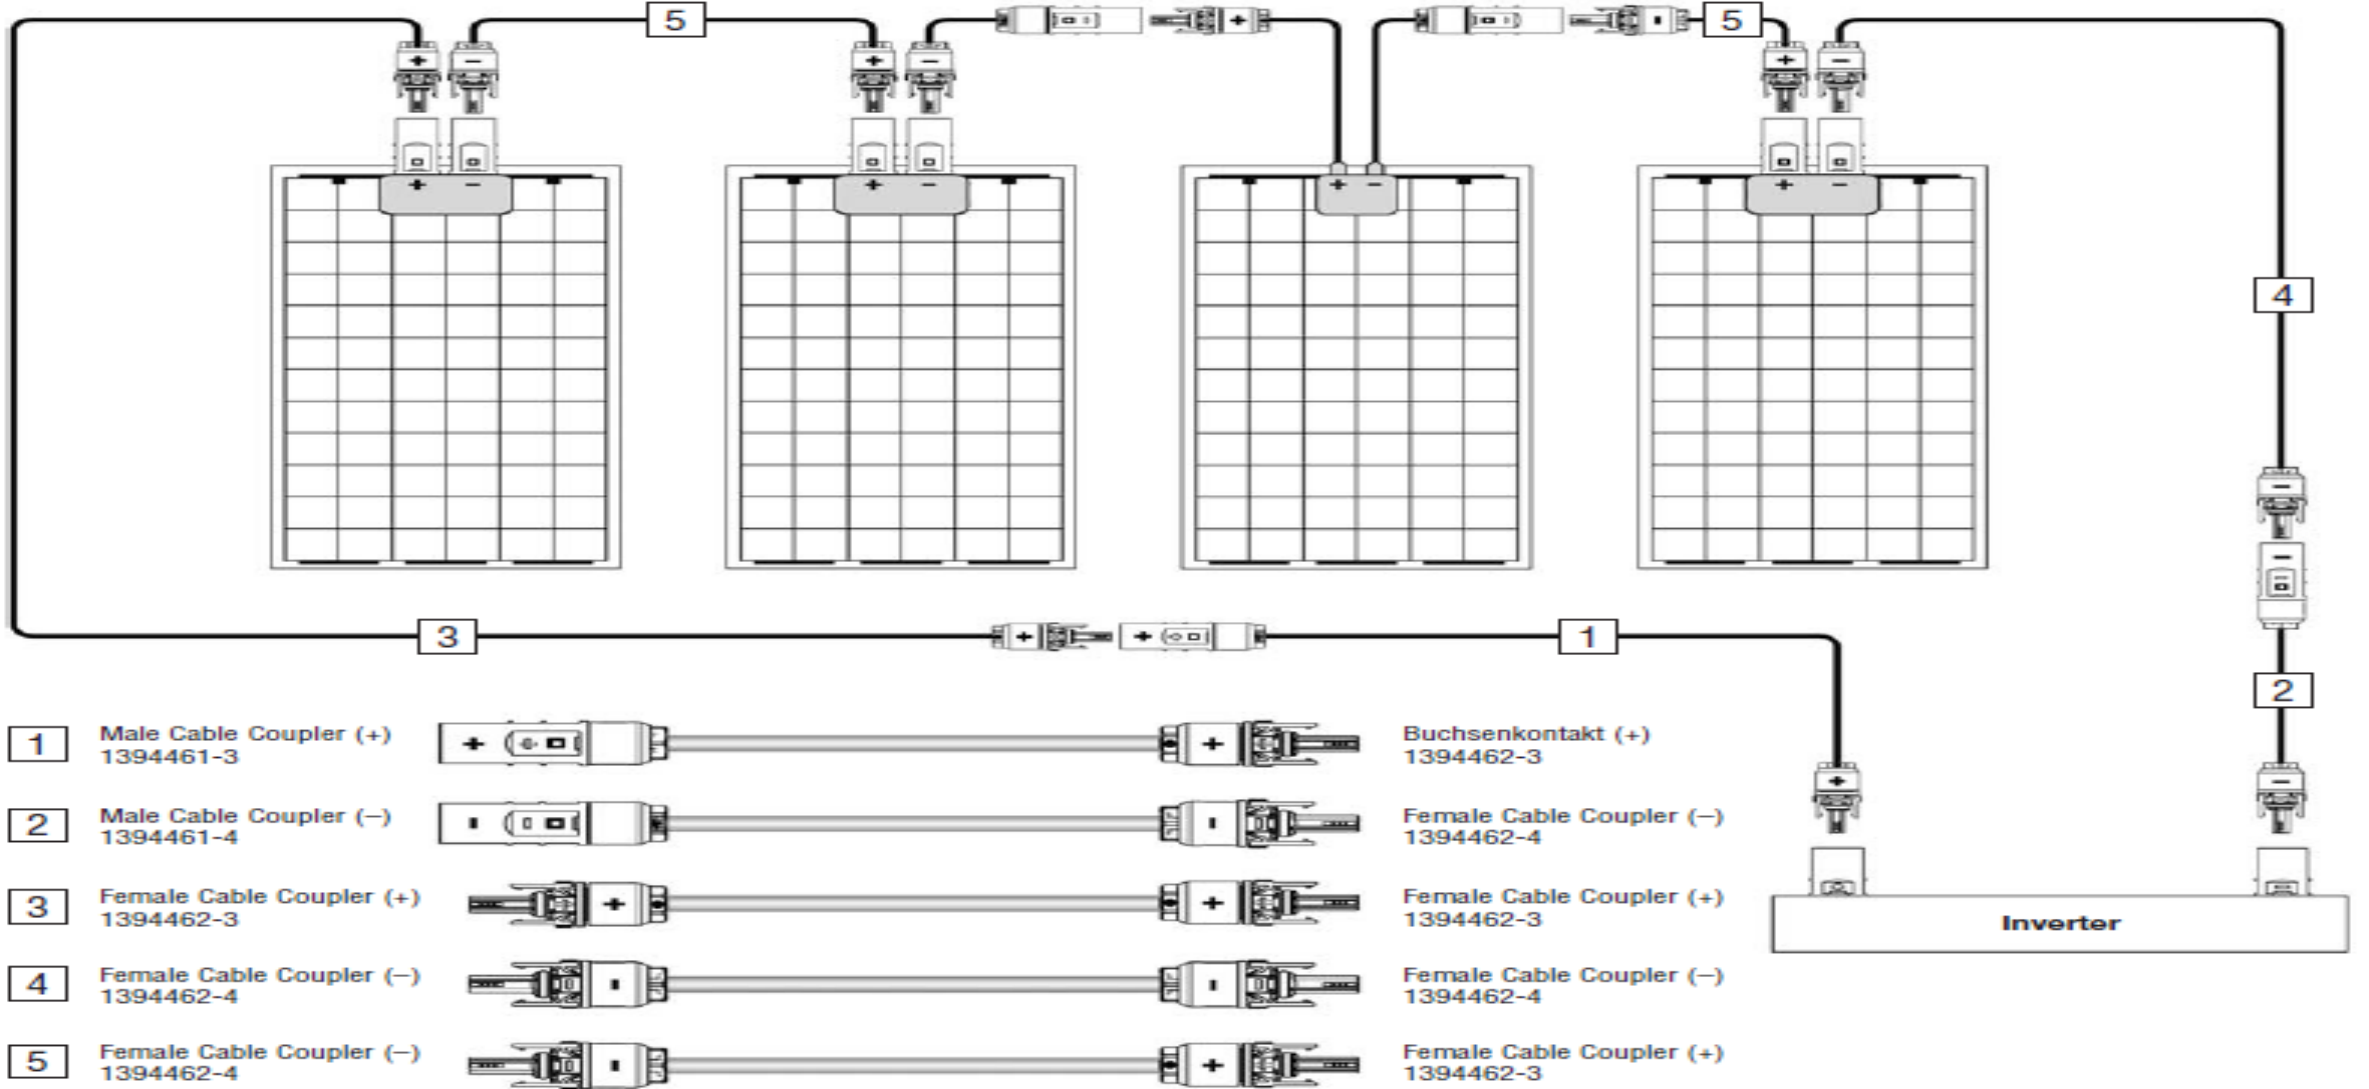 5
5
+ − + − + − + −
+ − + − + − + −
4
−
−
3
+ +
1
2
1
Male Cable Coupler (+)
1394461-3
+ +
Buchsenkontakt (+)
1394462-3
+ −
2
Male Cable Coupler (−)
1394461-4
- -
Female Cable Coupler (−)
1394462-4
3
Female Cable Coupler (+)
1394462-3
+ +
Female Cable Coupler (+)
1394462-3
Inverter
4
Female Cable Coupler (−)
1394462-4
- -
Female Cable Coupler (−)
1394462-4
5
Female Cable Coupler (−)
1394462-4
- +
Female Cable Coupler (+)
1394462-3